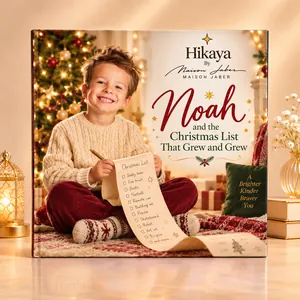 Hikaya
By
Maison Jaber
MAISON JABER
Noah
and the
Christmas List
That Grew and Grew
Christmas List
A
Brighter
Kinder
Braver
You